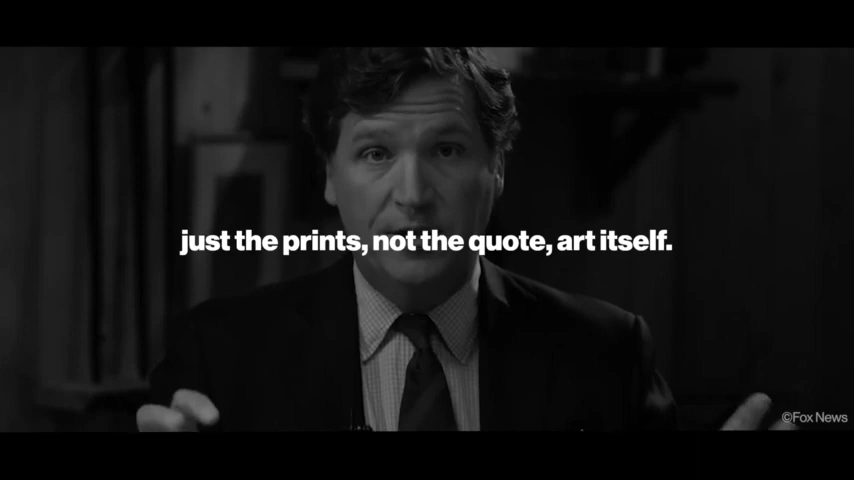 just the prints, not the quote, art itself.
©Fox News